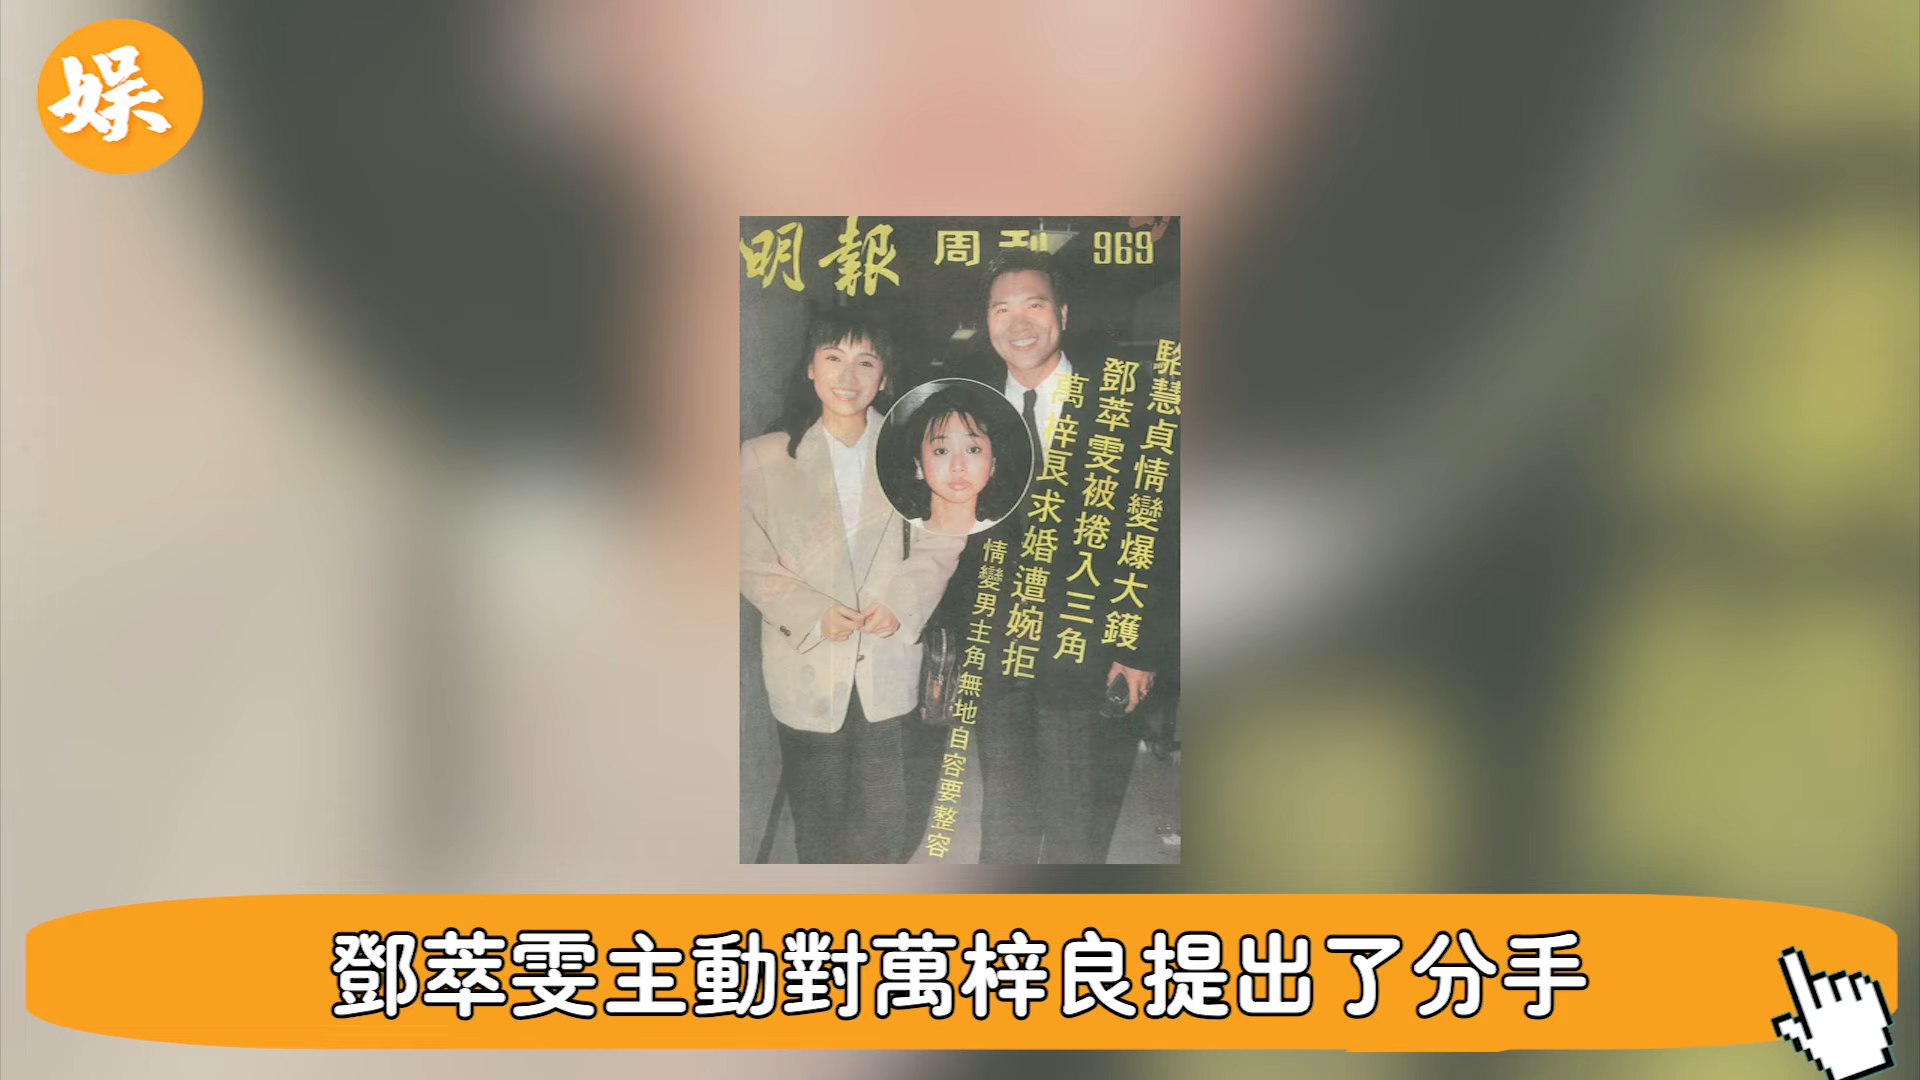 娱
明報 周刊 969
駱慧貞情變爆大鑊
鄧萃雯被捲入三角
萬梓良求婚遭婉拒
情變男主角無地自容要整容
鄧萃雯主動對萬梓良提出了分手